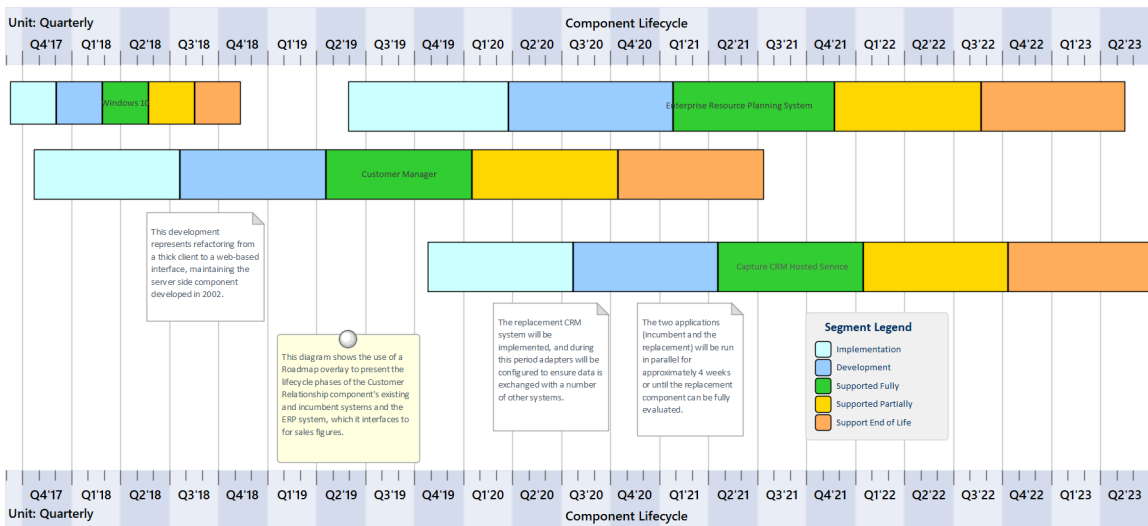 Unit: Quarterly
Component Lifecycle
Q4'17 Q1'18 Q2'18 Q3'18 Q4'18 Q1'19 Q2'19 Q3'19 Q4'19 Q1'20 Q2'20 Q3'20 Q4'20 Q1'21 Q2'21 Q3'21 Q4'21 Q1'22 Q2'22 Q3'22 Q4'22 Q1'23 Q2'23
Windows 10
Enterprise Resource Planning System
Customer Manager
This development
represents refactoring from
a thick client to a web-based
interface, maintaining the
server side component
developed in 2002.
Capture CRM Hosted Service
This diagram shows the use of a
Roadmap overlay to present the
lifecycle phases of the Customer
Relationship component's existing
and incumbent systems and the
ERP system, which it interfaces to
for sales figures.
The replacement CRM
system will be
implemented, and during
this period adapters will be
configured to ensure data is
exchanged with a number
of other systems.
The two applications
(incumbent and the
replacement) will be run
in parallel for
approximately 4 weeks
or until the replacement
component can be fully
evaluated.
Segment Legend
Implementation
Development
Supported Fully
Supported Partially
Support End of Life
Q4'17 Q1'18 Q2'18 Q3'18 Q4'18 Q1'19 Q2'19 Q3'19 Q4'19 Q1'20 Q2'20 Q3'20 Q4'20 Q1'21 Q2'21 Q3'21 Q4'21 Q1'22 Q2'22 Q3'22 Q4'22 Q1'23 Q2'23
Unit: Quarterly
Component Lifecycle